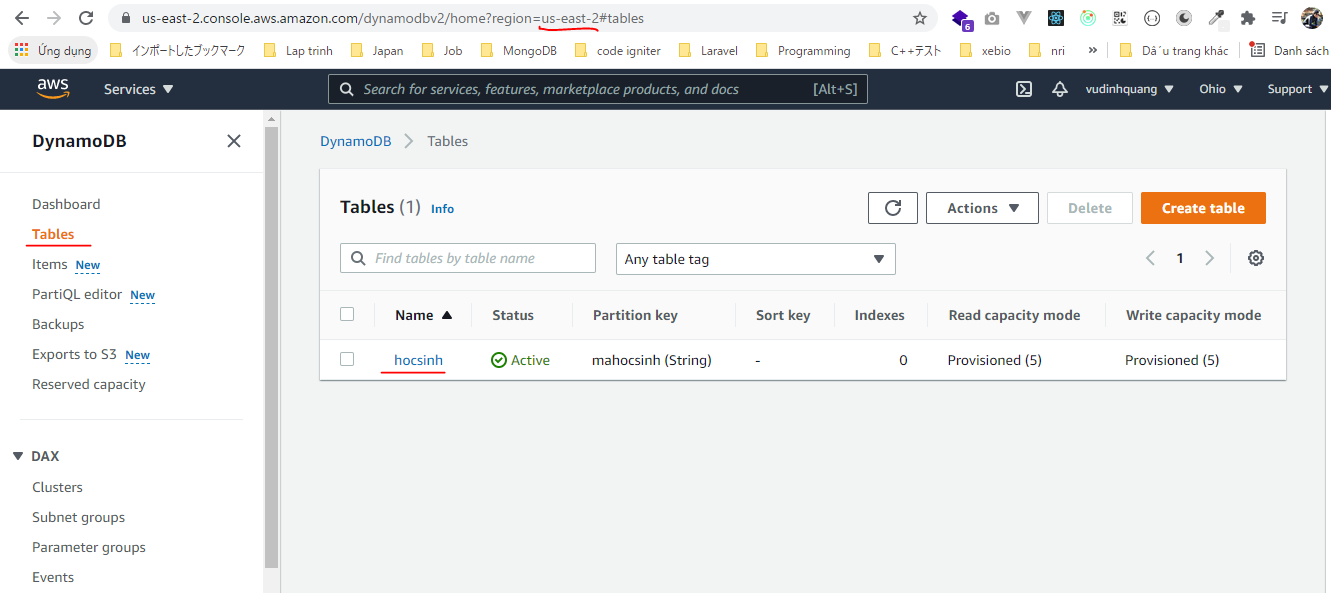 us-east-2.console.aws.amazon.com/dynamodbv2/home?region=us-east-2#tables
6
Ứng dụng インポートしたブックマーク Lap trinh Japan Job MongoDB code igniter Laravel Programming C++テスト xebio nri » Dấu trang khác Danh sách
aws Services Search for services, features, marketplace products, and docs [Alt+S] vudinhquang Ohio Support
DynamoDB
Dashboard
Tables
Items New
PartiQL editor New
Backups
Exports to S3 New
Reserved capacity
DAX
Clusters
Subnet groups
Parameter groups
Events
DynamoDB Tables
Tables (1) Info Actions Delete Create table
Find tables by table name Any table tag 1
Name Status Partition key Sort key Indexes Read capacity mode Write capacity mode
hocsinh Active mahocsinh (String) - 0 Provisioned (5) Provisioned (5)